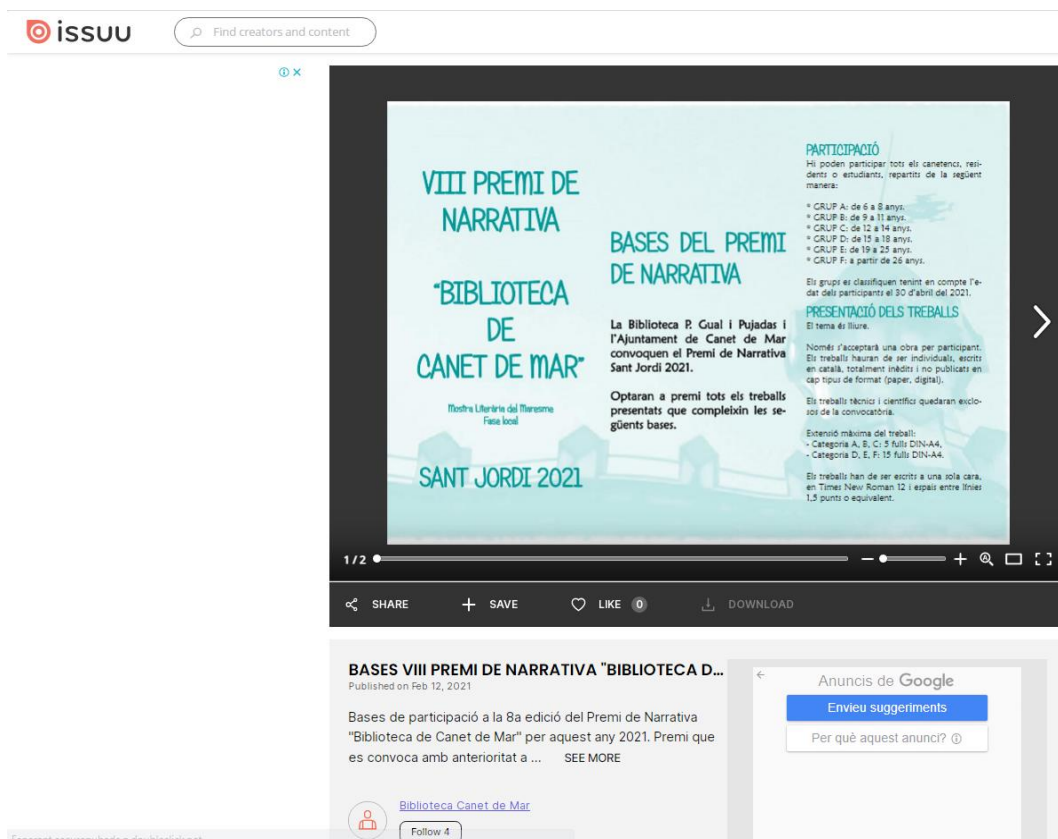 issuu
Find creators and content
VIII PREMI DE
NARRATIVA
"BIBLIOTECA
DE
CANET DE MAR"
Mostra Literària del Maresme
Fase local
SANT JORDI 2021
BASES DEL PREMI
DE NARRATIVA
La Biblioteca P. Gual i Pujadas i
l'Ajuntament de Canet de Mar
convoquen el Premi de Narrativa
Sant Jordi 2021.
Optaran a premi tots els treballs
presentats que compleixin les se-
güents bases.
PARTICIPACIÓ
Hi poden participar tots els canetencs, resi-
dents o estudiants, repartits de la següent
manera:
* GRUP A: de 6 a 8 anys.
* GRUP B: de 9 a 11 anys.
* GRUP C: de 12 a 14 anys.
* GRUP D: de 15 a 18 anys.
* GRUP E: de 19 a 25 anys.
* GRUP F: a partir de 26 anys.
Els grups es classifiquen tenint en compte l'e-
dat dels participants el 30 d'abril del 2021.
PRESENTACIÓ DELS TREBALLS
El tema és lliure.
Només s'acceptarà una obra per participant.
Els treballs hauran de ser individuals, escrits
en català, totalment inèdits i no publicats en
cap tipus de format (paper, digital).
Els treballs tècnics i científics quedaran exclo-
sos de la convocatòria.
Extensió màxima del treball:
- Categoria A, B, C: 5 fulls DIN-A4,
- Categoria D, E, F: 15 fulls DIN-A4.
Els treballs han de ser escrits a una sola cara,
en Times New Roman 12 i espais entre línies
1,5 punts o equivalent.
1/2
SHARE
SAVE
LIKE 0
DOWNLOAD
BASES VIII PREMI DE NARRATIVA "BIBLIOTECA D...
Published on Feb 12, 2021
Bases de participació a la 8a edició del Premi de Narrativa
"Biblioteca de Canet de Mar" per aquest any 2021. Premi que
es convoca amb anterioritat a ... SEE MORE
Biblioteca Canet de Mar
Follow 4
Anuncis de Google
Envieu suggeriments
Per què aquest anunci?